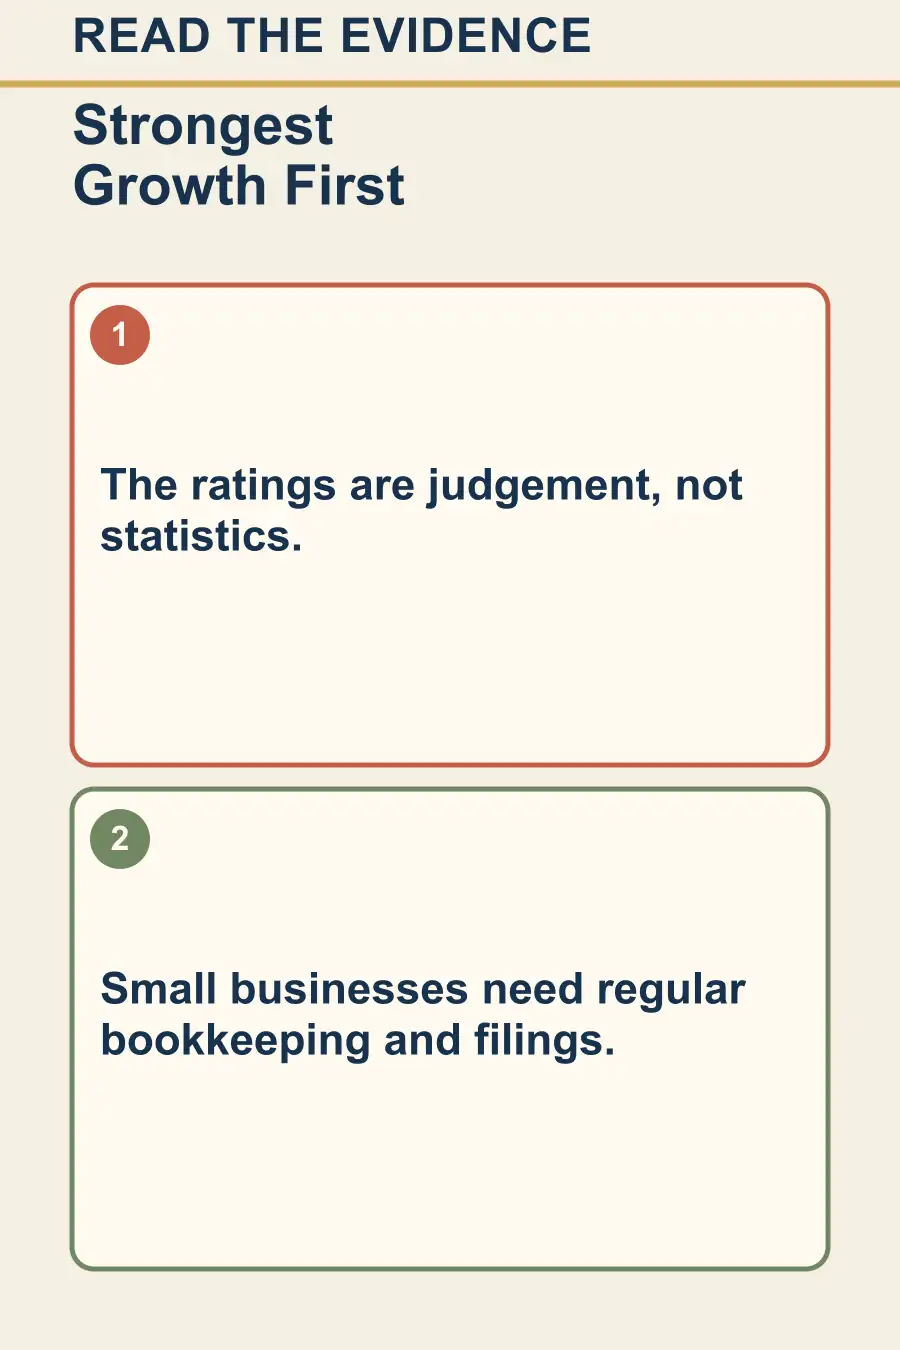 READ THE EVIDENCE
Strongest
Growth First
1
The ratings are judgement, not
statistics.
2
Small businesses need regular
bookkeeping and filings.